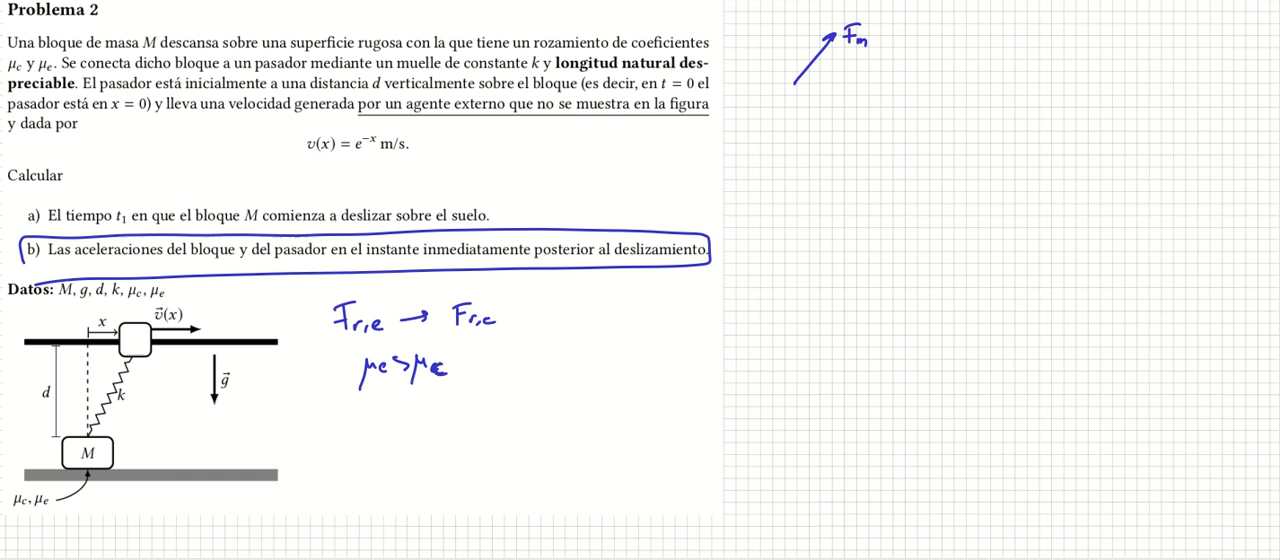 Problema 2
Una bloque de masa M descansa sobre una superficie rugosa con la que tiene un rozamiento de coeficientes
μc y μe. Se conecta dicho bloque a un pasador mediante un muelle de constante k y longitud natural des-
preciable. El pasador está inicialmente a una distancia d verticalmente sobre el bloque (es decir, en t = 0 el
pasador está en x = 0) y lleva una velocidad generada por un agente externo que no se muestra en la figura
y dada por
v(x) = e^{-x} m/s.
Calcular
a) El tiempo t₁ en que el bloque M comienza a deslizar sobre el suelo.
b) Las aceleraciones del bloque y del pasador en el instante inmediatamente posterior al deslizamiento.
Datos: M, g, d, k, μc, μe
x
v⃗(x)
d
k
g⃗
M
μc, μe
Fr,e → Fr,c
μe > μc
Fm